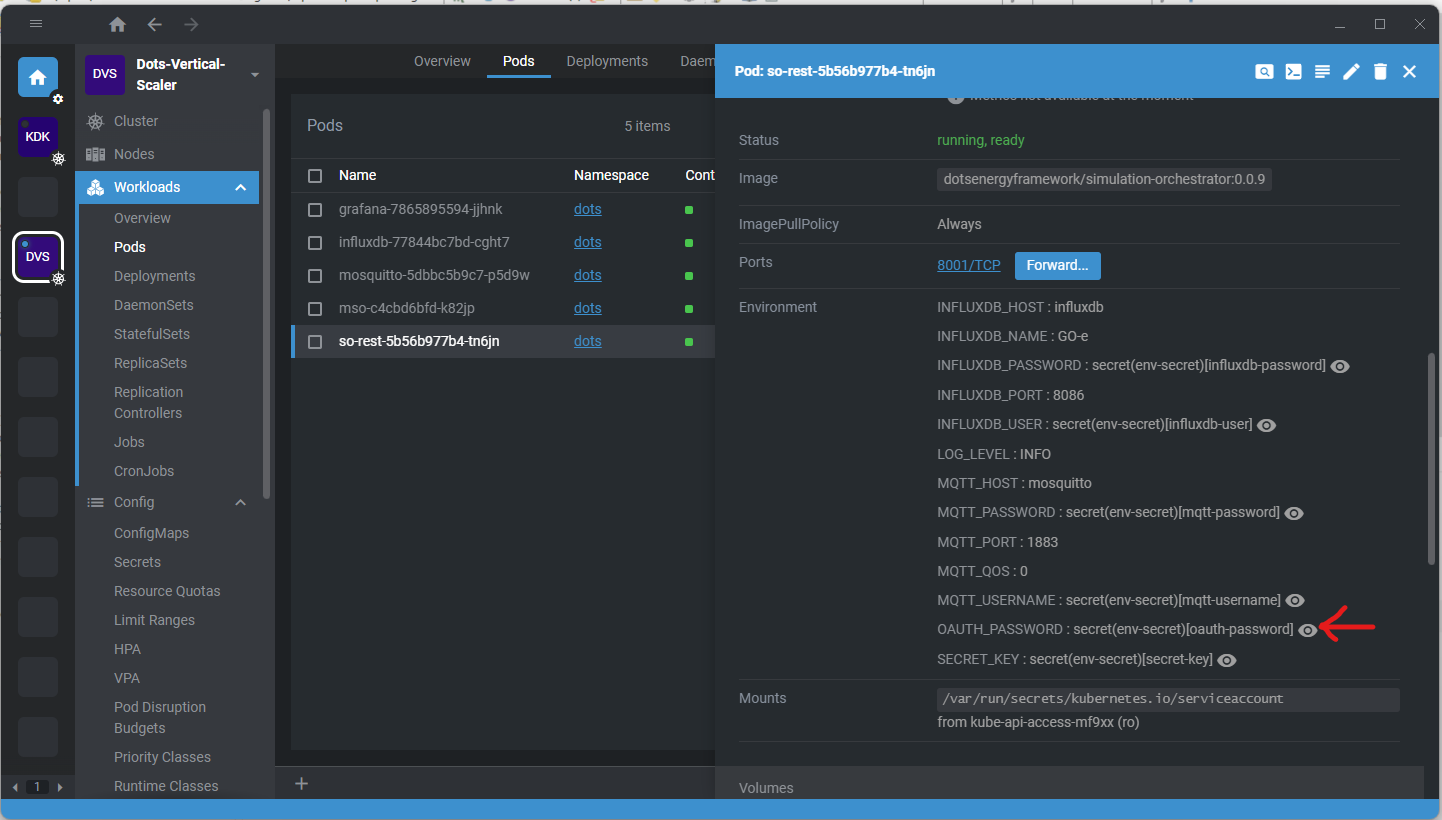 DVS
Dots-Vertical-
Scaler
KDK
DVS
1
Cluster
Nodes
Workloads
Overview
Pods
Deployments
DaemonSets
StatefulSets
ReplicaSets
Replication
Controllers
Jobs
CronJobs
Config
ConfigMaps
Secrets
Resource Quotas
Limit Ranges
HPA
VPA
Pod Disruption
Budgets
Priority Classes
Runtime Classes
Overview Pods Deployments Daem
Pods 5 items
Name Namespace Cont
grafana-7865895594-jjhnk dots
influxdb-77844bc7bd-cght7 dots
mosquitto-5dbbc5b9c7-p5d9w dots
mso-c4cbd6bfd-k82jp dots
so-rest-5b56b977b4-tn6jn dots
Pod: so-rest-5b56b977b4-tn6jn
Metrics not available at the moment
Status running, ready
Image dotsenergyframework/simulation-orchestrator:0.0.9
ImagePullPolicy Always
Ports 8001/TCP Forward...
Environment INFLUXDB_HOST : influxdb
INFLUXDB_NAME : GO-e
INFLUXDB_PASSWORD : secret(env-secret)[influxdb-password]
INFLUXDB_PORT : 8086
INFLUXDB_USER : secret(env-secret)[influxdb-user]
LOG_LEVEL : INFO
MQTT_HOST : mosquitto
MQTT_PASSWORD : secret(env-secret)[mqtt-password]
MQTT_PORT : 1883
MQTT_QOS : 0
MQTT_USERNAME : secret(env-secret)[mqtt-username]
OAUTH_PASSWORD : secret(env-secret)[oauth-password]
SECRET_KEY : secret(env-secret)[secret-key]
Mounts /var/run/secrets/kubernetes.io/serviceaccount
from kube-api-access-mf9xx (ro)
Volumes